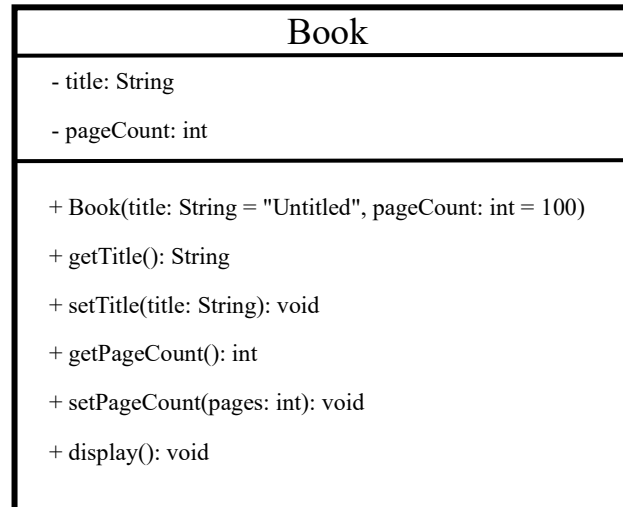 Book
- title: String
- pageCount: int
+ Book(title: String = "Untitled", pageCount: int = 100)
+ getTitle(): String
+ setTitle(title: String): void
+ getPageCount(): int
+ setPageCount(pages: int): void
+ display(): void